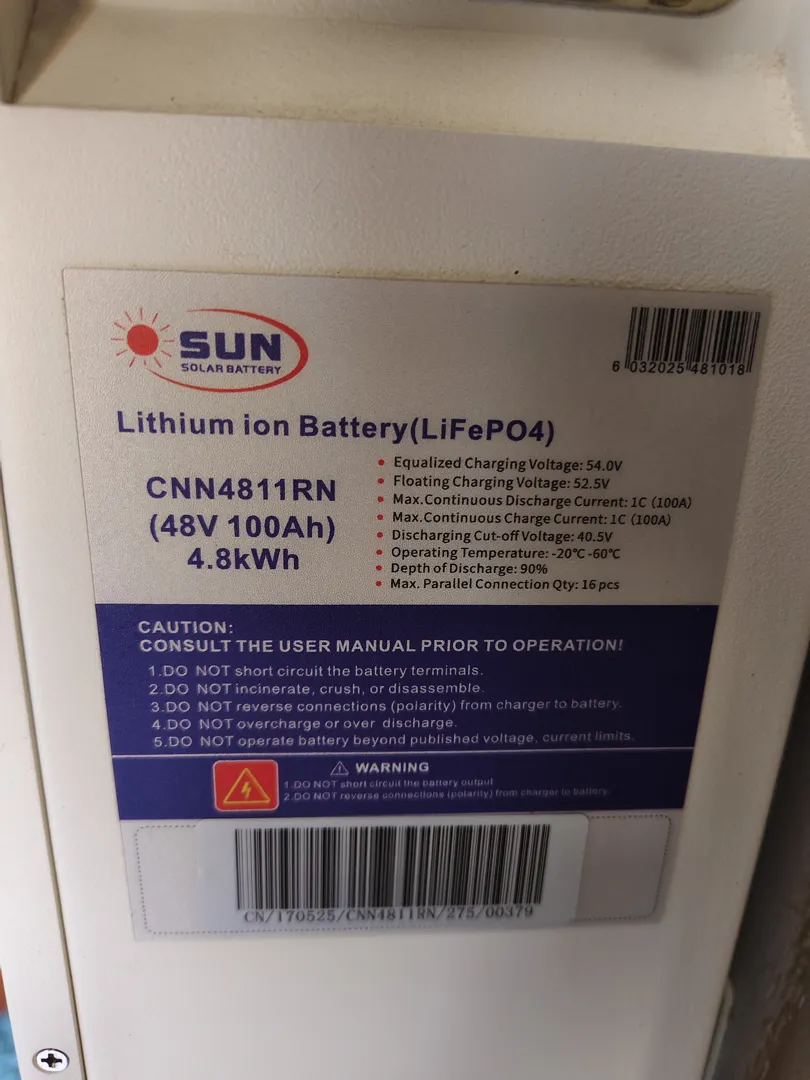 SUN
SOLAR BATTERY
6 032025 481018
Lithium ion Battery(LiFePO4)
CNN4811RN
(48V 100Ah)
4.8kWh
• Equalized Charging Voltage: 54.0V
• Floating Charging Voltage: 52.5V
• Max.Continuous Discharge Current: 1C (100A)
• Max.Continuous Charge Current: 1C (100A)
• Discharging Cut-off Voltage: 40.5V
• Operating Temperature: -20℃ -60℃
• Depth of Discharge: 90%
• Max. Parallel Connection Qty: 16 pcs
CAUTION:
CONSULT THE USER MANUAL PRIOR TO OPERATION!
1.DO NOT short circuit the battery terminals.
2.DO NOT incinerate, crush, or disassemble.
3.DO NOT reverse connections (polarity) from charger to battery.
4.DO NOT overcharge or over discharge.
5.DO NOT operate battery beyond published voltage, current limits.
WARNING
1.DO NOT short circuit the battery output
2.DO NOT reverse connections (polarity) from charger to battery.
CN/170525/CNN4811RN/275/00379